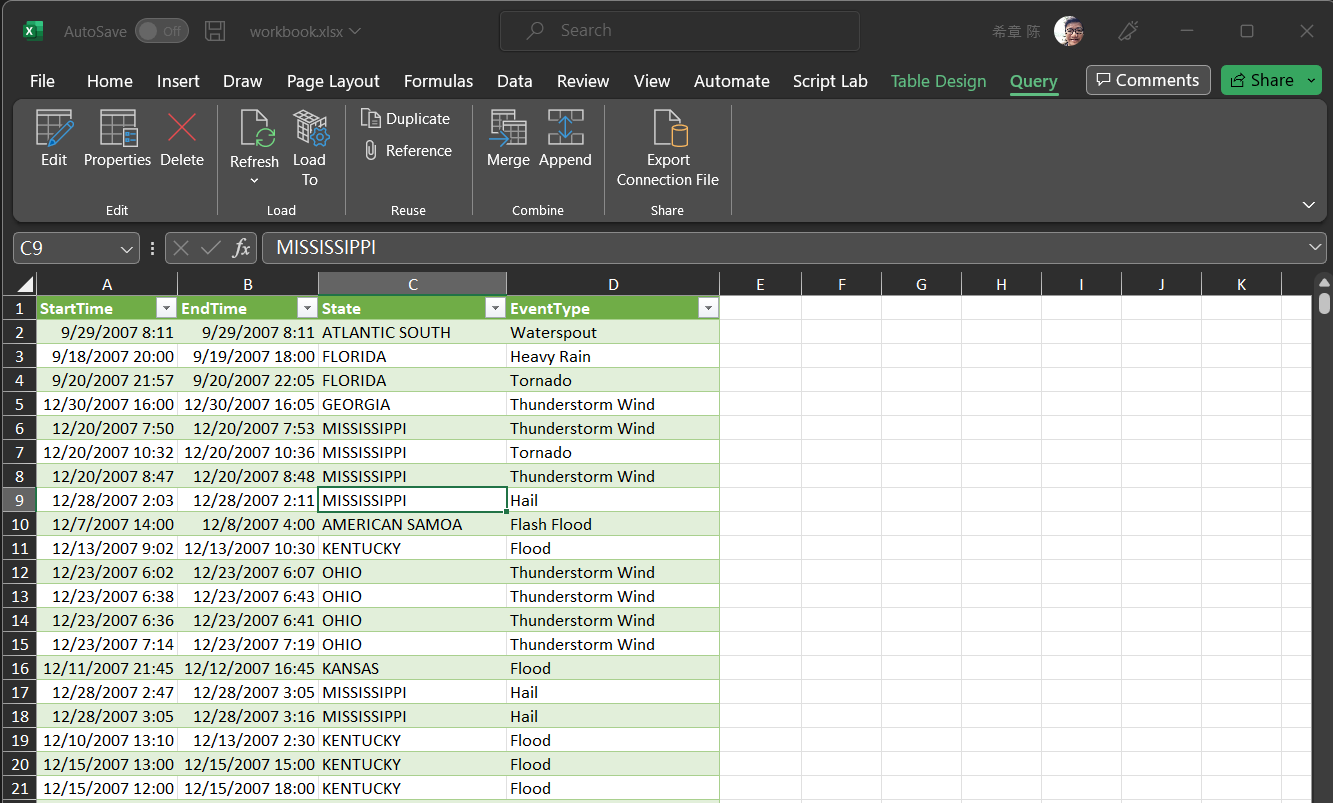 AutoSave Off workbook.xlsx Search 希章 陈
File Home Insert Draw Page Layout Formulas Data Review View Automate Script Lab Table Design Query Comments Share
Edit Properties Delete Refresh Load To Duplicate Reference Merge Append Export Connection File
Edit Load Reuse Combine Share
C9 fx MISSISSIPPI
A B C D E F G H I J K
1 StartTime EndTime State EventType
2 9/29/2007 8:11 9/29/2007 8:11 ATLANTIC SOUTH Waterspout
3 9/18/2007 20:00 9/19/2007 18:00 FLORIDA Heavy Rain
4 9/20/2007 21:57 9/20/2007 22:05 FLORIDA Tornado
5 12/30/2007 16:00 12/30/2007 16:05 GEORGIA Thunderstorm Wind
6 12/20/2007 7:50 12/20/2007 7:53 MISSISSIPPI Thunderstorm Wind
7 12/20/2007 10:32 12/20/2007 10:36 MISSISSIPPI Tornado
8 12/20/2007 8:47 12/20/2007 8:48 MISSISSIPPI Thunderstorm Wind
9 12/28/2007 2:03 12/28/2007 2:11 MISSISSIPPI Hail
10 12/7/2007 14:00 12/8/2007 4:00 AMERICAN SAMOA Flash Flood
11 12/13/2007 9:02 12/13/2007 10:30 KENTUCKY Flood
12 12/23/2007 6:02 12/23/2007 6:07 OHIO Thunderstorm Wind
13 12/23/2007 6:38 12/23/2007 6:43 OHIO Thunderstorm Wind
14 12/23/2007 6:36 12/23/2007 6:41 OHIO Thunderstorm Wind
15 12/23/2007 7:14 12/23/2007 7:19 OHIO Thunderstorm Wind
16 12/11/2007 21:45 12/12/2007 16:45 KANSAS Flood
17 12/28/2007 2:47 12/28/2007 3:05 MISSISSIPPI Hail
18 12/28/2007 3:05 12/28/2007 3:16 MISSISSIPPI Hail
19 12/10/2007 13:10 12/13/2007 2:30 KENTUCKY Flood
20 12/15/2007 13:00 12/15/2007 15:00 KENTUCKY Flood
21 12/15/2007 12:00 12/15/2007 18:00 KENTUCKY Flood